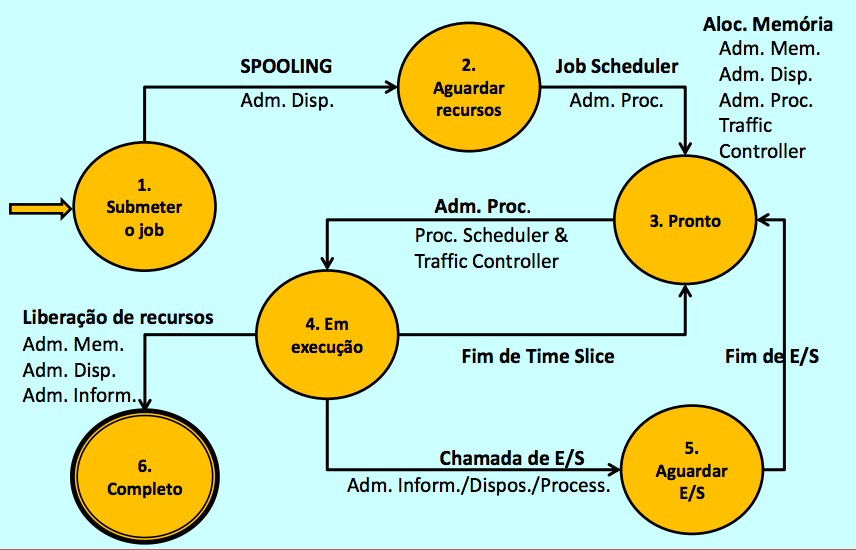 SPOOLING
Adm. Disp.
2.
Aguardar
recursos
Job Scheduler
Adm. Proc.
Aloc. Memória
Adm. Mem.
Adm. Disp.
Adm. Proc.
Traffic
Controller
1.
Submeter
o job
Adm. Proc.
Proc. Scheduler &
Traffic Controller
3. Pronto
Liberação de recursos
Adm. Mem.
Adm. Disp.
Adm. Inform.
4. Em
execução
Fim de Time Slice
Fim de E/S
6.
Completo
Chamada de E/S
Adm. Inform./Dispos./Process.
5.
Aguardar
E/S